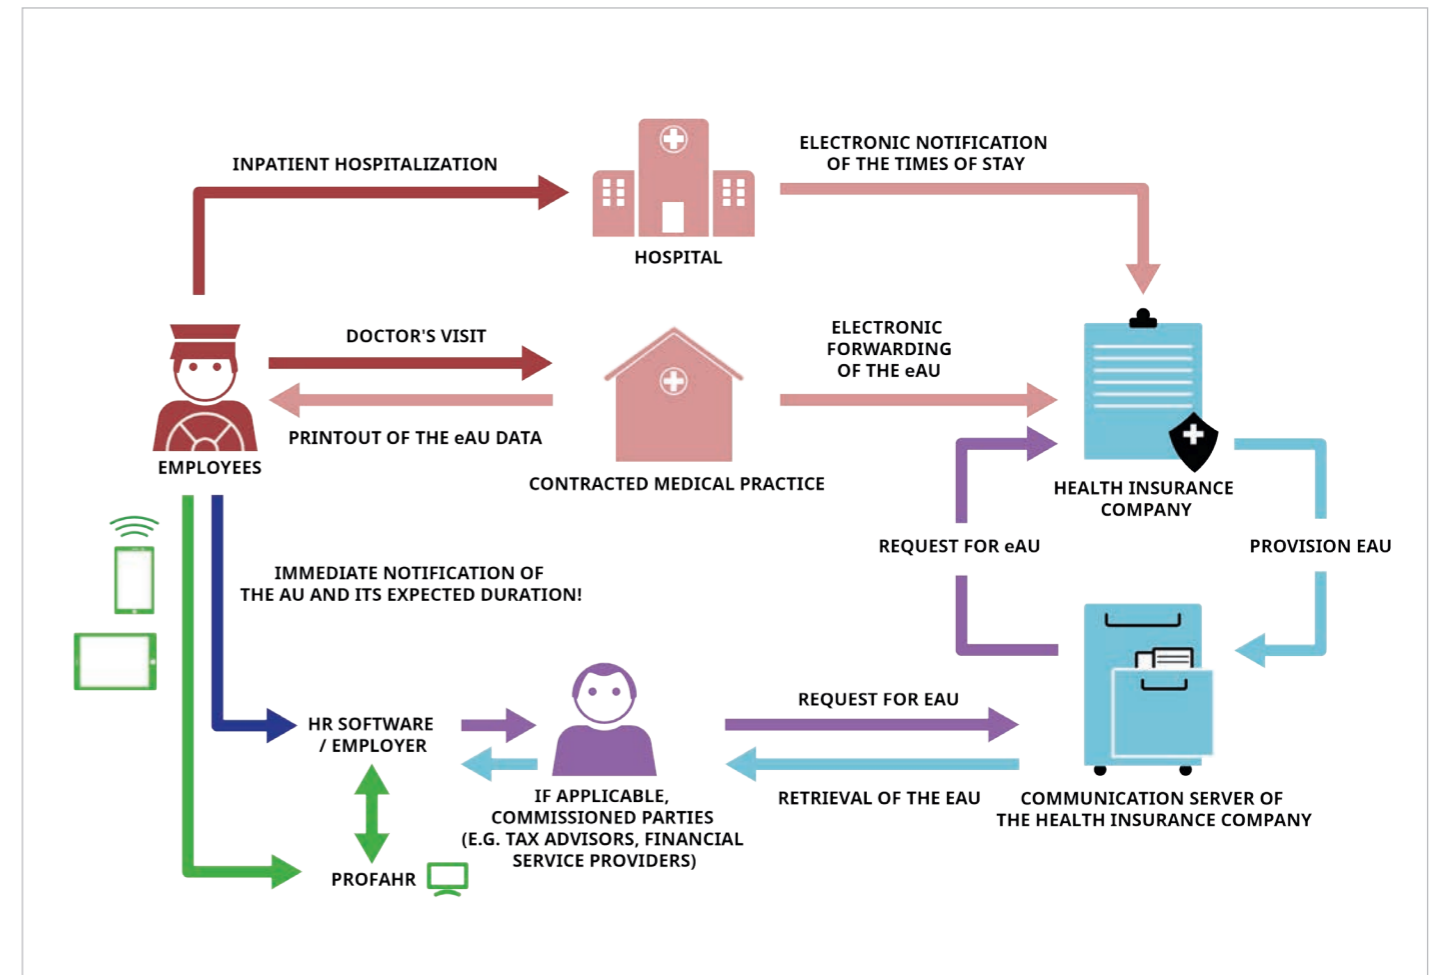 INPATIENT HOSPITALIZATION
ELECTRONIC NOTIFICATION
OF THE TIMES OF STAY
HOSPITAL
DOCTOR'S VISIT
ELECTRONIC
FORWARDING
OF THE eAU
PRINTOUT OF THE eAU DATA
EMPLOYEES
CONTRACTED MEDICAL PRACTICE
HEALTH INSURANCE
COMPANY
REQUEST FOR eAU
PROVISION EAU
IMMEDIATE NOTIFICATION OF
THE AU AND ITS EXPECTED DURATION!
HR SOFTWARE
/ EMPLOYER
REQUEST FOR EAU
RETRIEVAL OF THE EAU
IF APPLICABLE,
COMMISSIONED PARTIES
(E.G. TAX ADVISORS, FINANCIAL
SERVICE PROVIDERS)
COMMUNICATION SERVER OF
THE HEALTH INSURANCE COMPANY
PROFAHR